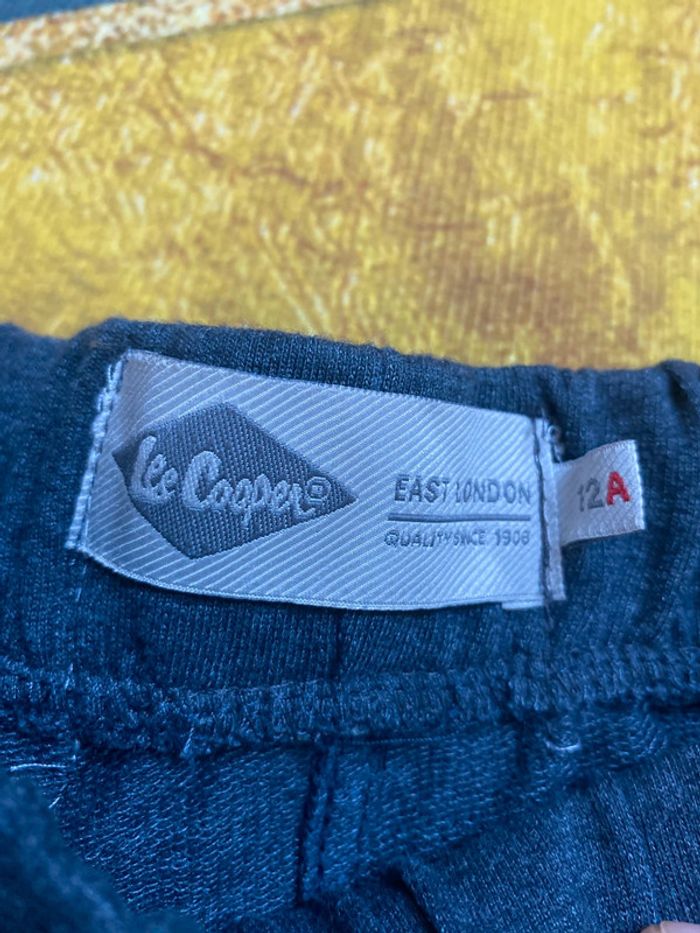 Lee Cooper
EAST LONDON
QUALITY SINCE 1908
12A